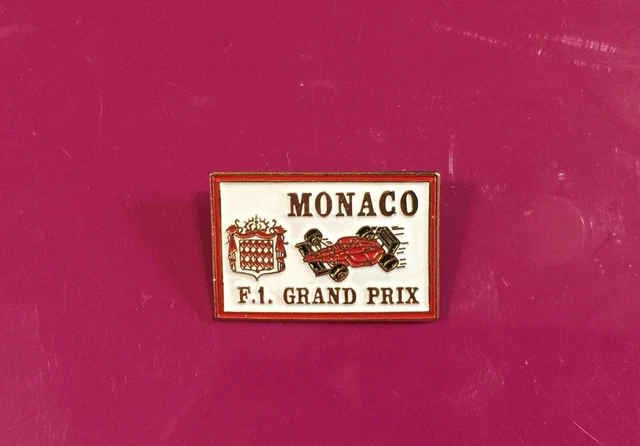 MONACO
F.1. GRAND PRIX